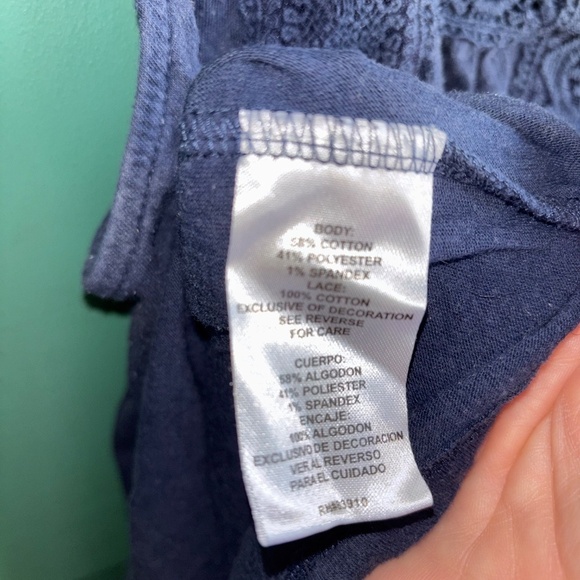 BODY:
58% COTTON
41% POLYESTER
1% SPANDEX
LACE:
100% COTTON
EXCLUSIVE OF DECORATION
SEE REVERSE
FOR CARE
CUERPO:
58% ALGODON
41% POLIESTER
1% SPANDEX
ENCAJE:
100% ALGODON
EXCLUSIVO DE DECORACION
VER AL REVERSO
PARA EL CUIDADO